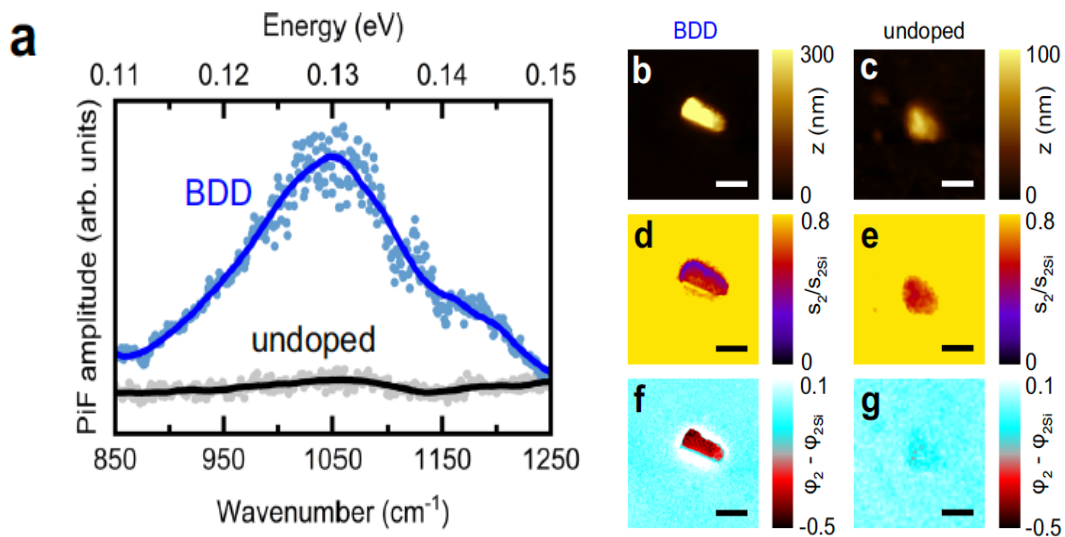 a
Energy (eV)
0.11 0.12 0.13 0.14 0.15
PiF amplitude (arb. units)
BDD
undoped
850 950 1050 1150 1250
Wavenumber (cm⁻¹)
BDD undoped
b
300
z (nm)
0
c
100
z (nm)
0
d
0.8
s₂/s₂Si
0
e
0.8
s₂/s₂Si
0
f
0.1
φ₂ - φ₂Si
-0.5
g
0.1
φ₂ - φ₂Si
-0.5